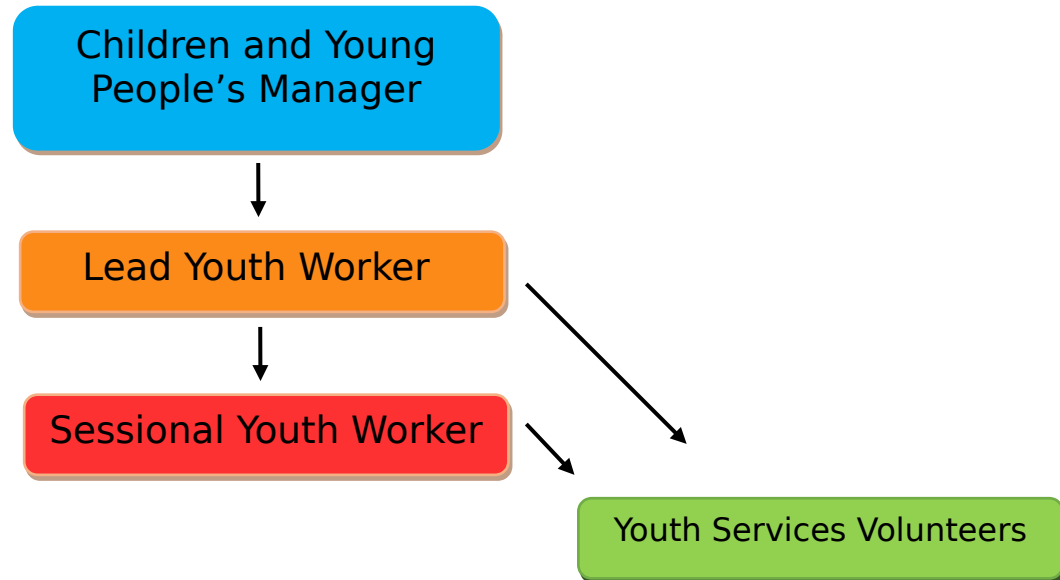 Children and Young
People’s Manager
Lead Youth Worker
Sessional Youth Worker
Youth Services Volunteers